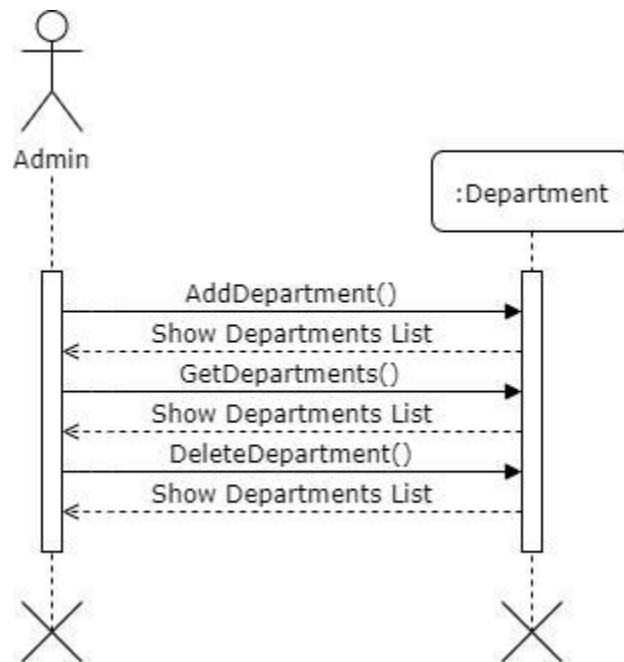 Admin
:Department
AddDepartment()
Show Departments List
GetDepartments()
Show Departments List
DeleteDepartment()
Show Departments List